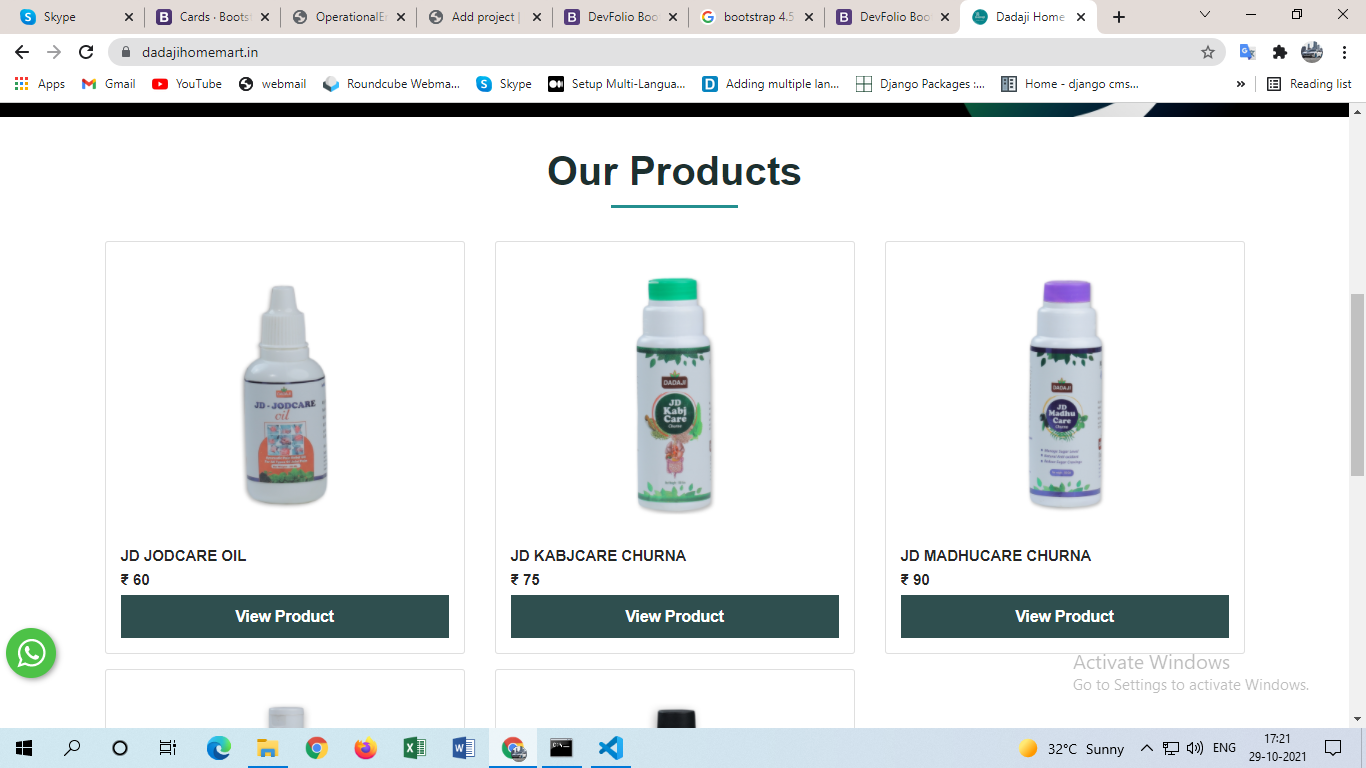 Skype
Cards · Bootst
OperationalEr
Add project |
DevFolio Boo
bootstrap 4.5
DevFolio Boo
Dadaji Home
dadajihomemart.in
Apps
Gmail
YouTube
webmail
Roundcube Webma...
Skype
Setup Multi-Langua...
Adding multiple lan...
Django Packages :...
Home - django cms...
»
Reading list
Our Products
DADAJI
JD - JODCARE
oil
DADAJI
JD
Kabj
Care
Churna
DADAJI
JD
Madhu
Care
Churna
JD JODCARE OIL
₹ 60
View Product
JD KABJCARE CHURNA
₹ 75
View Product
JD MADHUCARE CHURNA
₹ 90
View Product
Activate Windows
Go to Settings to activate Windows.
32°C Sunny
ENG
17:21
29-10-2021